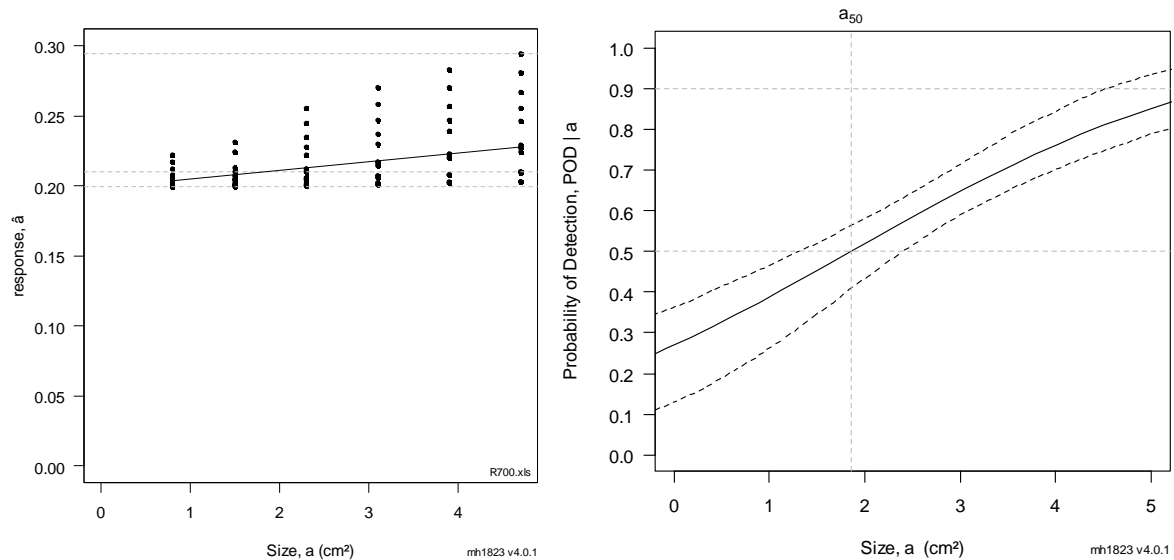 0.30
0.25
0.20
0.15
0.10
0.05
0.00
response, â
R700.xls
0 1 2 3 4
Size, a (cm²)
mh1823 v4.0.1
a50
1.0
0.9
0.8
0.7
0.6
0.5
0.4
0.3
0.2
0.1
0.0
Probability of Detection, POD | a
0 1 2 3 4 5
Size, a (cm²)
mh1823 v4.0.1